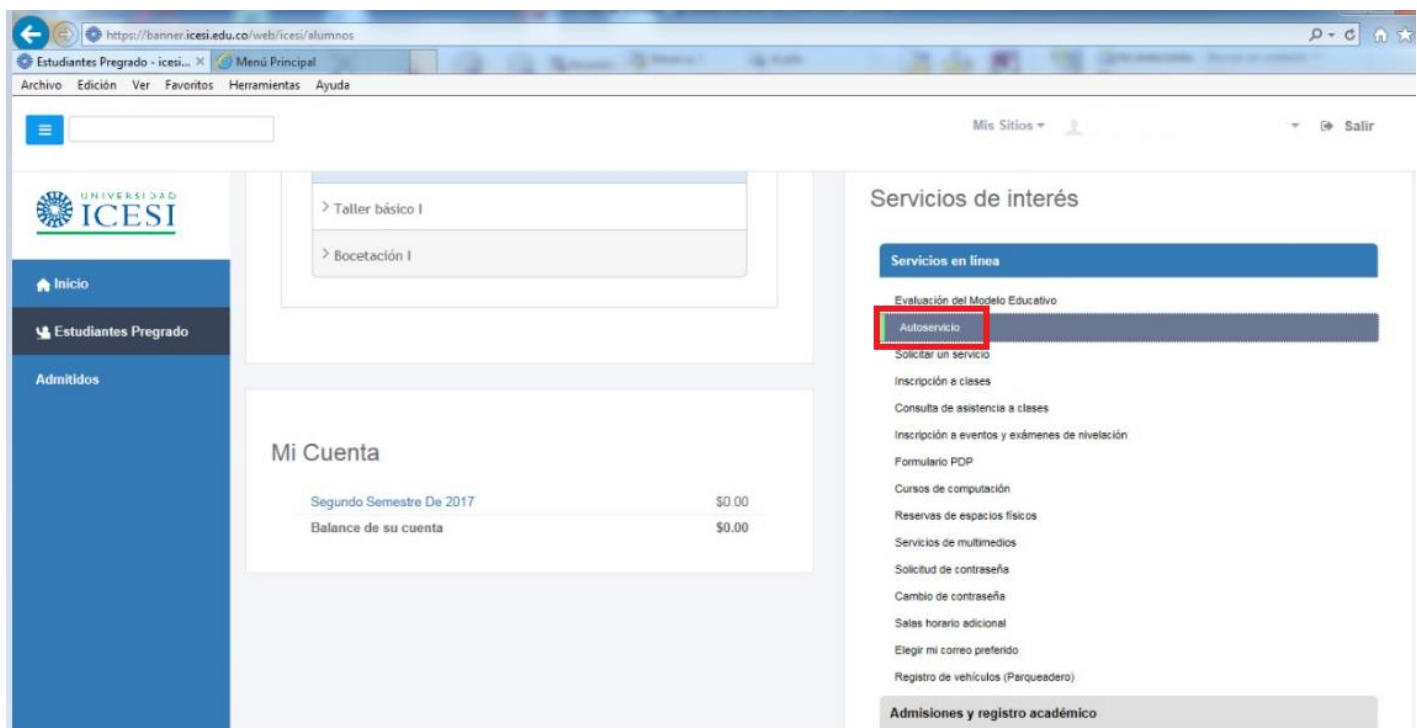 https://banner.icesi.edu.co/web/icesi/alumnos
Estudiantes Pregrado - icesi...
Menú Principal
Archivo Edición Ver Favoritos Herramientas Ayuda
Mis Sitios
Salir
UNIVERSIDAD
ICESI
Inicio
Estudiantes Pregrado
Admitidos
> Taller básico I
> Bocetación I
Mi Cuenta
Segundo Semestre De 2017 $0.00
Balance de su cuenta $0.00
Servicios de interés
Servicios en línea
Evaluación del Modelo Educativo
Autoservicio
Solicitar un servicio
Inscripción a clases
Consulta de asistencia a clases
Inscripción a eventos y exámenes de nivelación
Formulario PDP
Cursos de computación
Reservas de espacios físicos
Servicios de multimedios
Solicitud de contraseña
Cambio de contraseña
Salas horario adicional
Elegir mi correo preferido
Registro de vehículos (Parqueadero)
Admisiones y registro académico